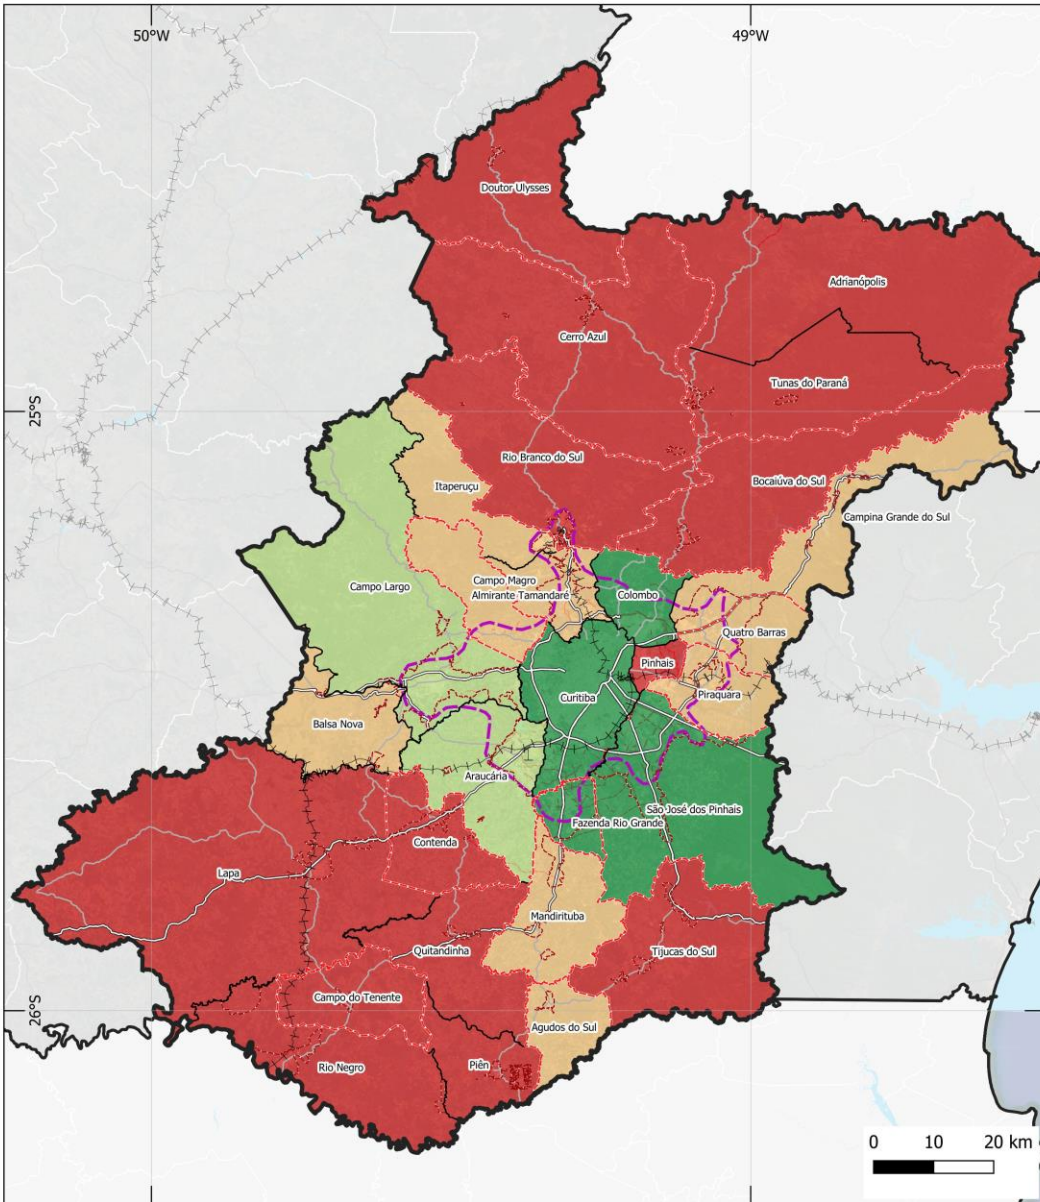 50°W
49°W
Doutor Ulysses
Adrianópolis
Cerro Azul
Tunas do Paraná
25°S
Rio Branco do Sul
Bocaiúva do Sul
Itaperuçu
Campina Grande do Sul
Campo Magro
Campo Largo
Almirante Tamandaré
Colombo
Quatro Barras
Pinhais
Piraquara
Curitiba
Balsa Nova
Araucária
São José dos Pinhais
Fazenda Rio Grande
Contenda
Lapa
Mandirituba
Quitandinha
Tijucas do Sul
Campo do Tenente
26°S
Agudos do Sul
Rio Negro
Piên
0 10 20 km